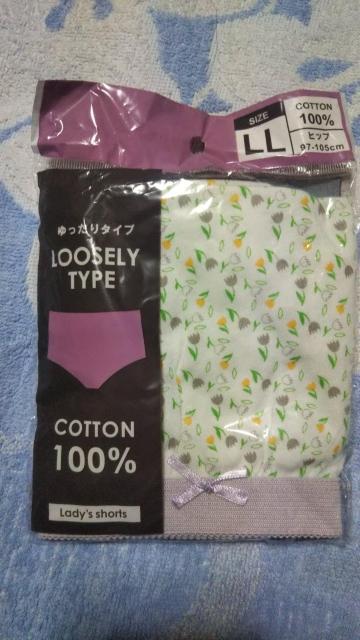 SIZE
LL
COTTON
100%
ヒップ
97-105cm
ゆったりタイプ
LOOSELY
TYPE
COTTON
100%
Lady's shorts